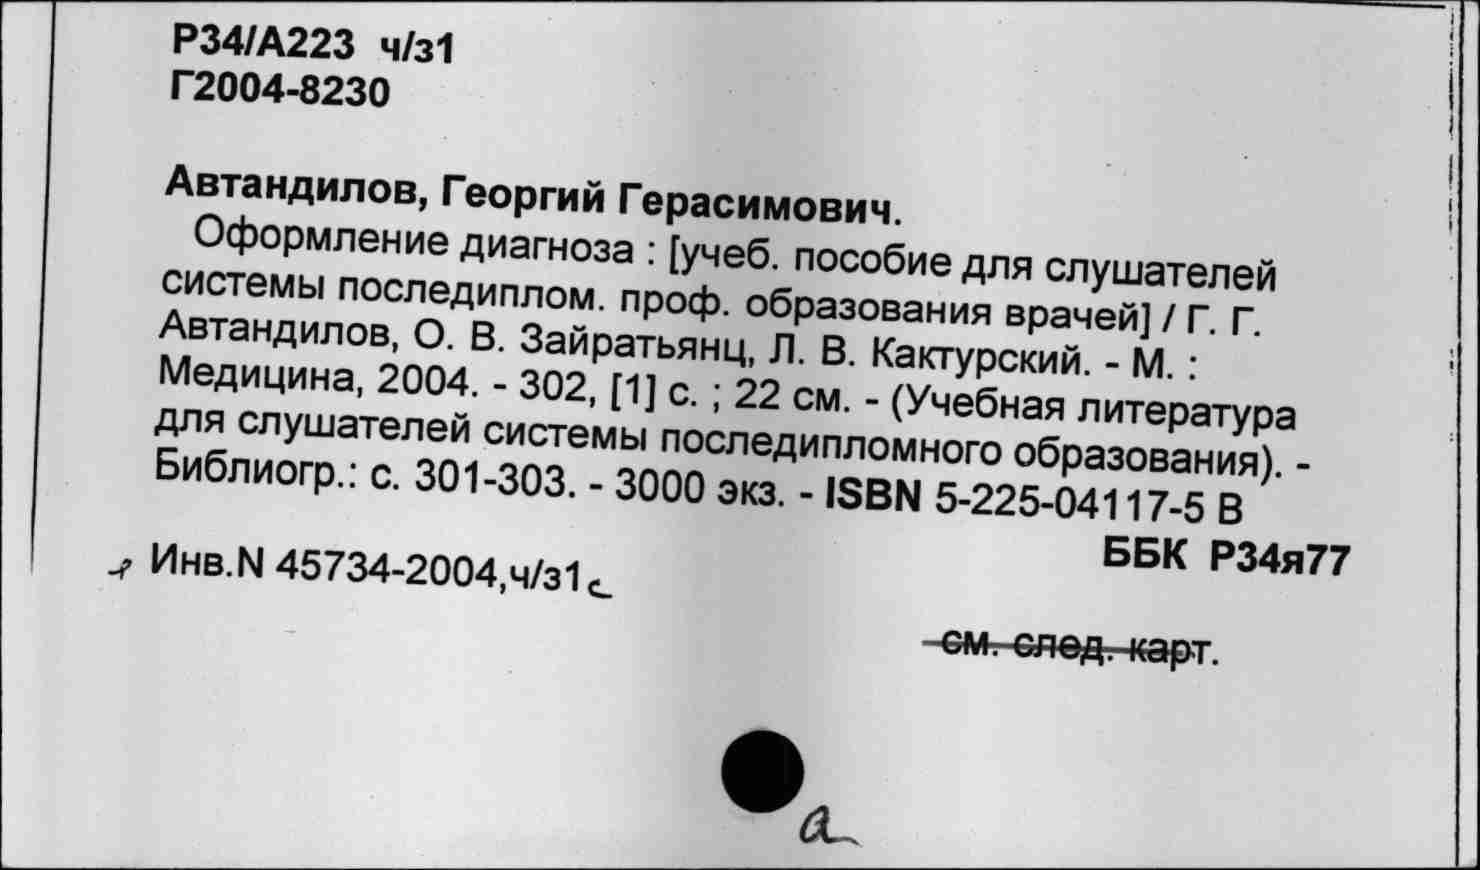 Р34/А223 ч/з1
Г2004-8230
Автандилов, Георгий Герасимович.
Оформление диагноза : [учеб. пособие для слушателей
системы последиплом. проф. образования врачей] / Г. Г.
Автандилов, О. В. Зайратьянц, Л. В. Кактурский. - М. :
Медицина, 2004. - 302, [1] с. ; 22 см. - (Учебная литература
для слушателей системы последипломного образования). -
Библиогр.: с. 301-303. - 3000 экз. - ISBN 5-225-04117-5 В
ББК Р34я77
Инв.N 45734-2004,ч/з1
см. след. карт.
а